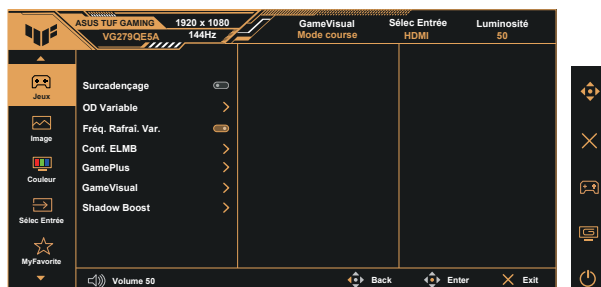 ASUS TUF GAMING
VG279QE5A
1920 x 1080
144Hz
GameVisual
Mode course
Sélec Entrée
HDMI
Luminosité
50
Jeux
Image
Couleur
Sélec Entrée
MyFavorite
Surcadençage
OD Variable
Fréq. Rafraî. Var.
Conf. ELMB
GamePlus
GameVisual
Shadow Boost
Volume 50
Back
Enter
Exit